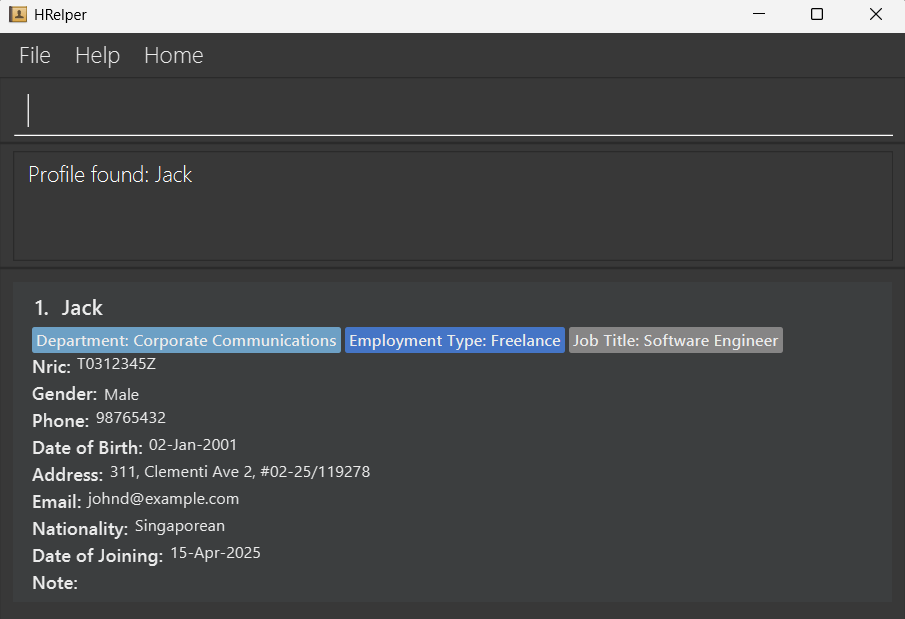 HRelper
File Help Home
Profile found: Jack
1. Jack
Department: Corporate Communications Employment Type: Freelance Job Title: Software Engineer
Nric: T0312345Z
Gender: Male
Phone: 98765432
Date of Birth: 02-Jan-2001
Address: 311, Clementi Ave 2, #02-25/119278
Email: johnd@example.com
Nationality: Singaporean
Date of Joining: 15-Apr-2025
Note: